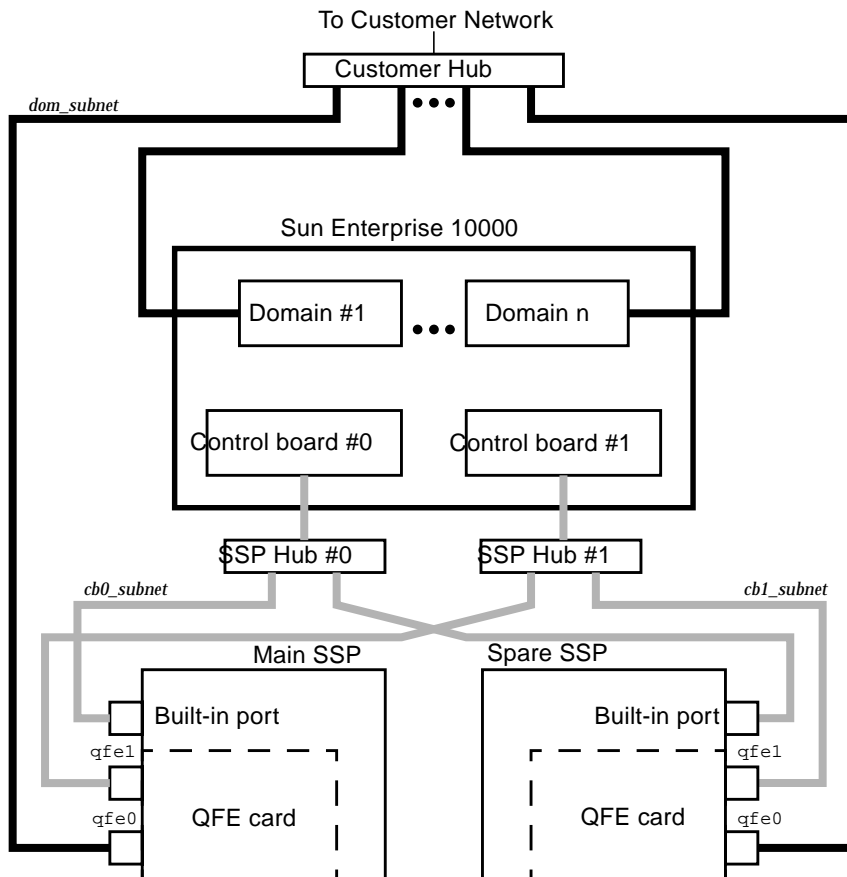 To Customer Network
Customer Hub
dom_subnet
Sun Enterprise 10000
Domain #1
Domain n
Control board #0
Control board #1
SSP Hub #0
SSP Hub #1
cb0_subnet
cb1_subnet
Main SSP
Spare SSP
Built-in port
Built-in port
qfe1
qfe1
qfe0
QFE card
QFE card
qfe0